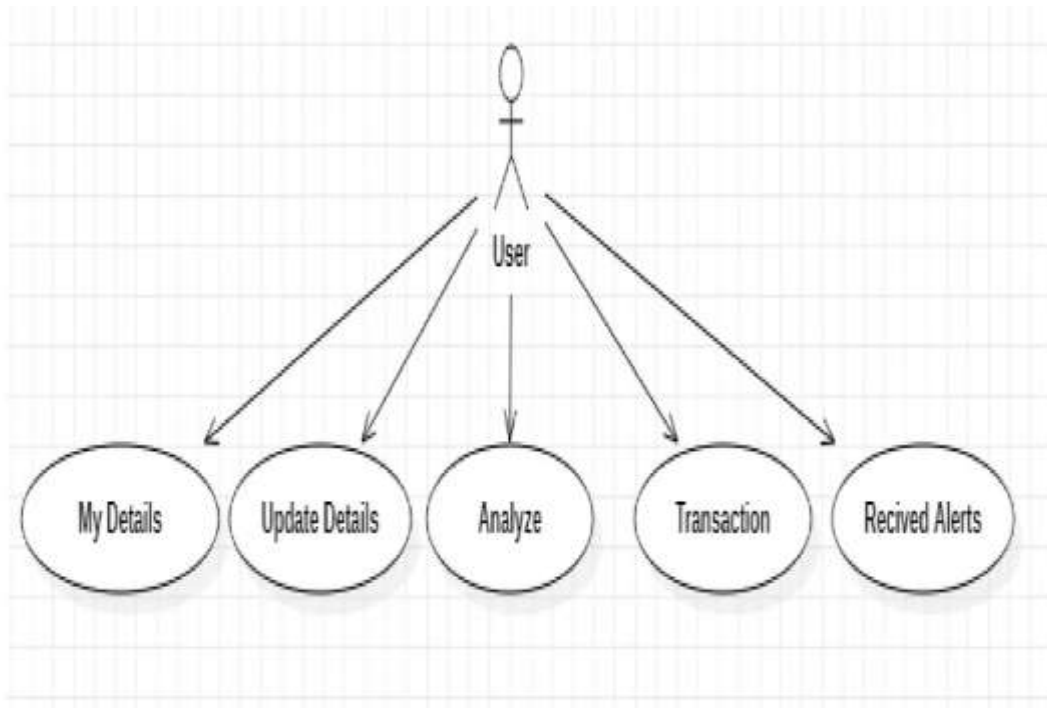 User
My Details
Update Details
Analyze
Transaction
Recived Alerts